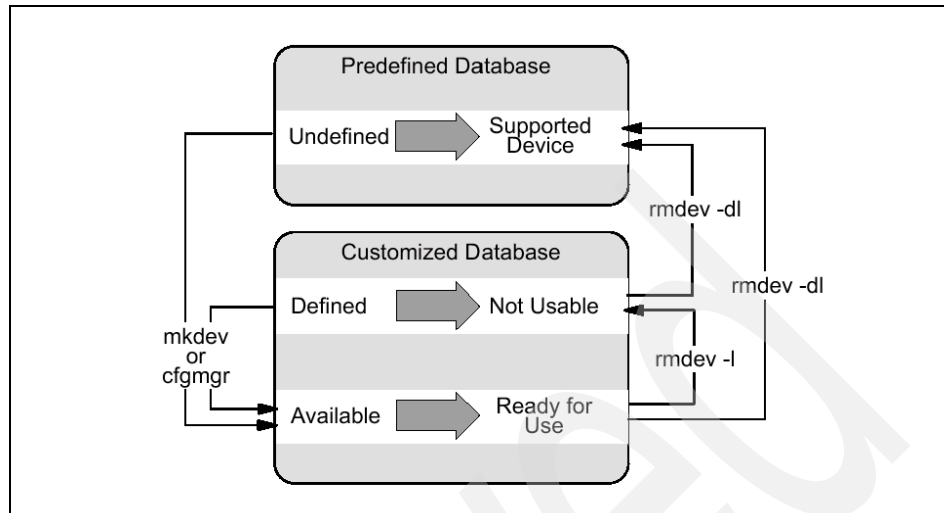 Predefined Database
Undefined
Supported
Device
rmdev -dl
Customized Database
Defined
Not Usable
rmdev -dl
mkdev
or
cfgmgr
rmdev -l
Available
Ready for
Use